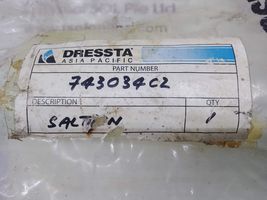 DRESSTA
ASIA PACIFIC
PART NUMBER
743034C2
DESCRIPTION QTY
1